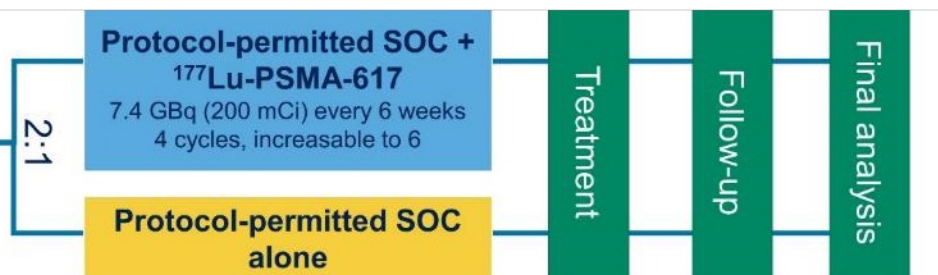 2:1
Protocol-permitted SOC +
¹⁷⁷Lu-PSMA-617
7.4 GBq (200 mCi) every 6 weeks
4 cycles, increasable to 6
Protocol-permitted SOC
alone
Treatment
Follow-up
Final analysis